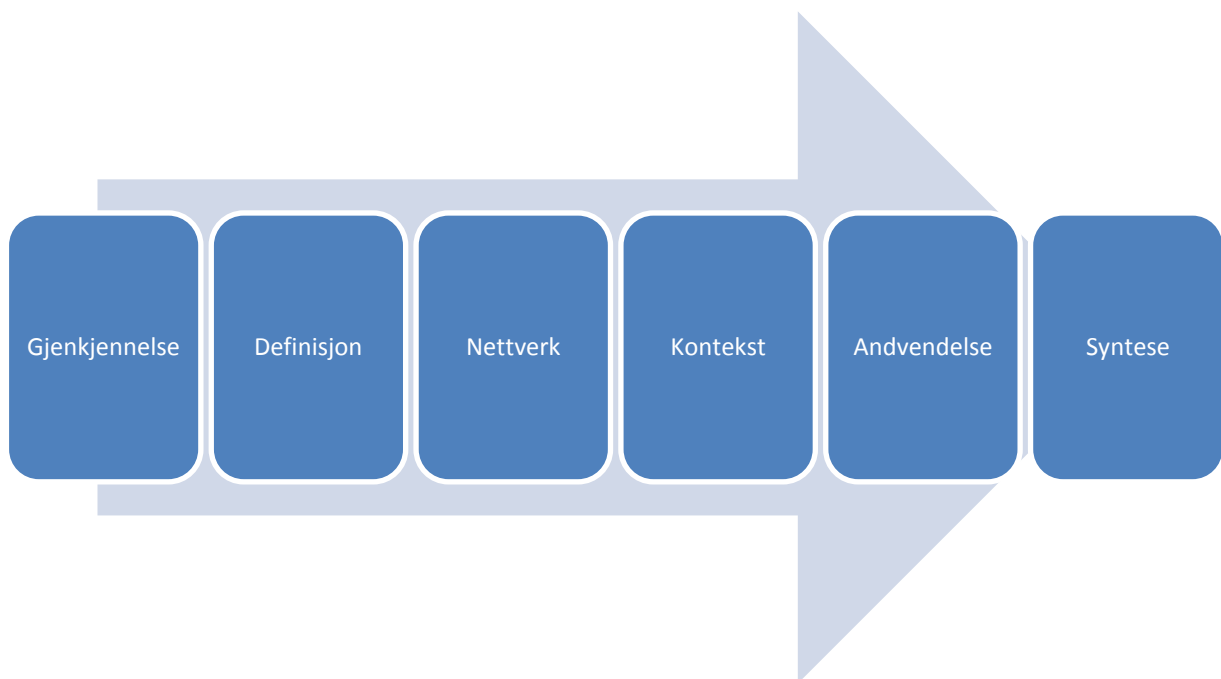 Gjenkjennelse
Definisjon
Nettverk
Kontekst
Andvendelse
Syntese